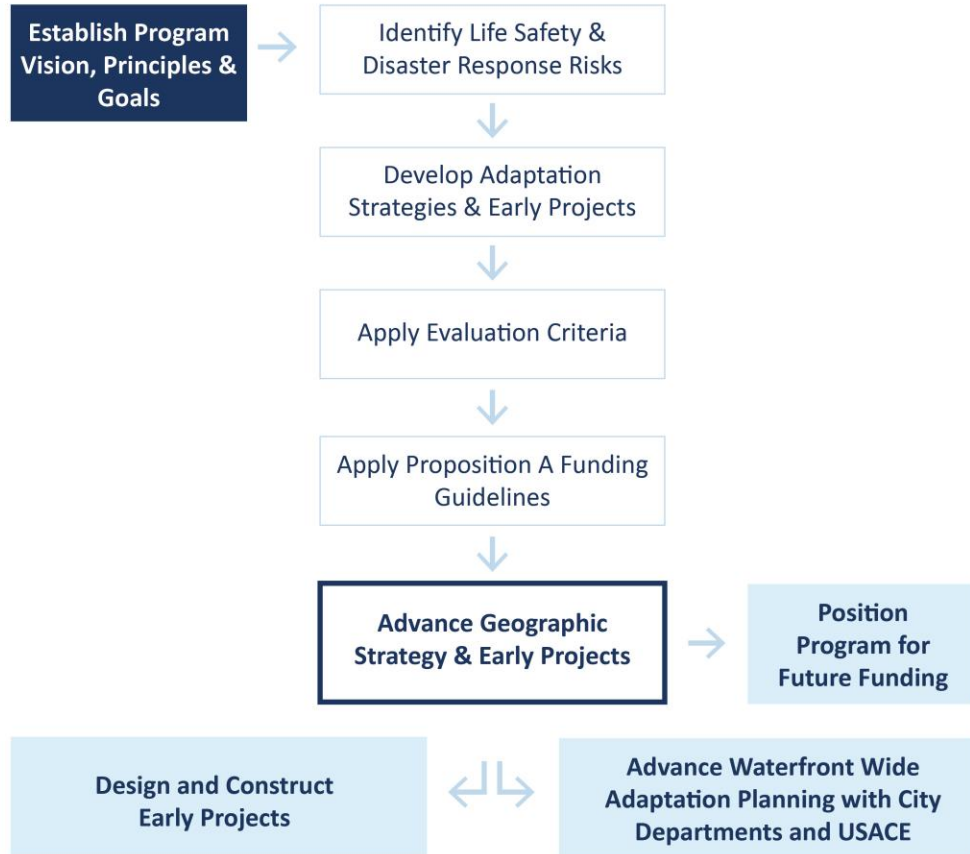 Establish Program
Vision, Principles &
Goals
Identify Life Safety &
Disaster Response Risks
Develop Adaptation
Strategies & Early Projects
Apply Evaluation Criteria
Apply Proposition A Funding
Guidelines
Advance Geographic
Strategy & Early Projects
Position
Program for
Future Funding
Design and Construct
Early Projects
Advance Waterfront Wide
Adaptation Planning with City
Departments and USACE